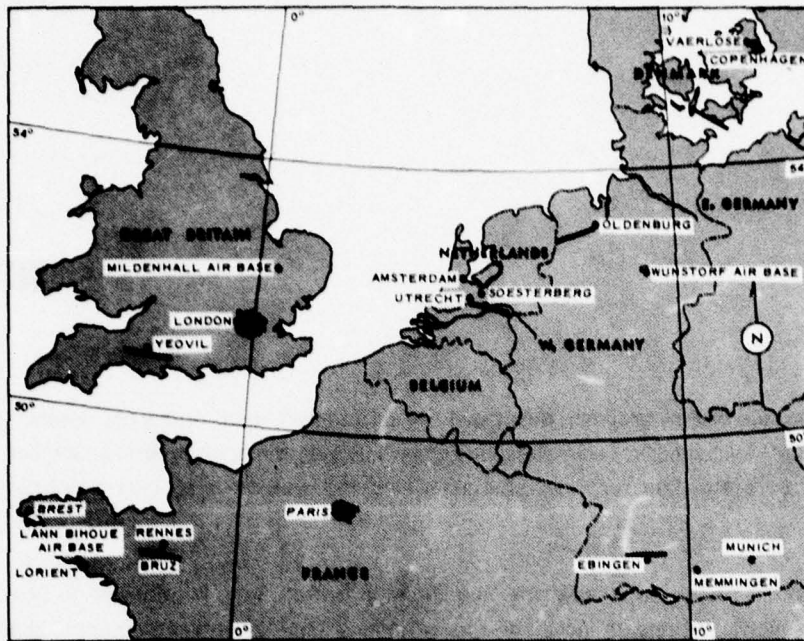 0°
10°
VAERLOSE
COPENHAGEN
DENMARK
54°
54
E. GERMANY
GREAT BRITAIN
OLDENBURG
NETHERLANDS
MILDENHALL AIR BASE
WUNSTORF AIR BASE
AMSTERDAM
SOESTERBERG
UTRECHT
LONDON
YEOVIL
N
W. GERMANY
BELGIUM
50°
50
BREST
PARIS
LANN BIHOUE
AIR BASE
RENNES
LORIENT
BRUZ
FRANCE
EBINGEN
MUNICH
MEMMINGEN
0°
10°